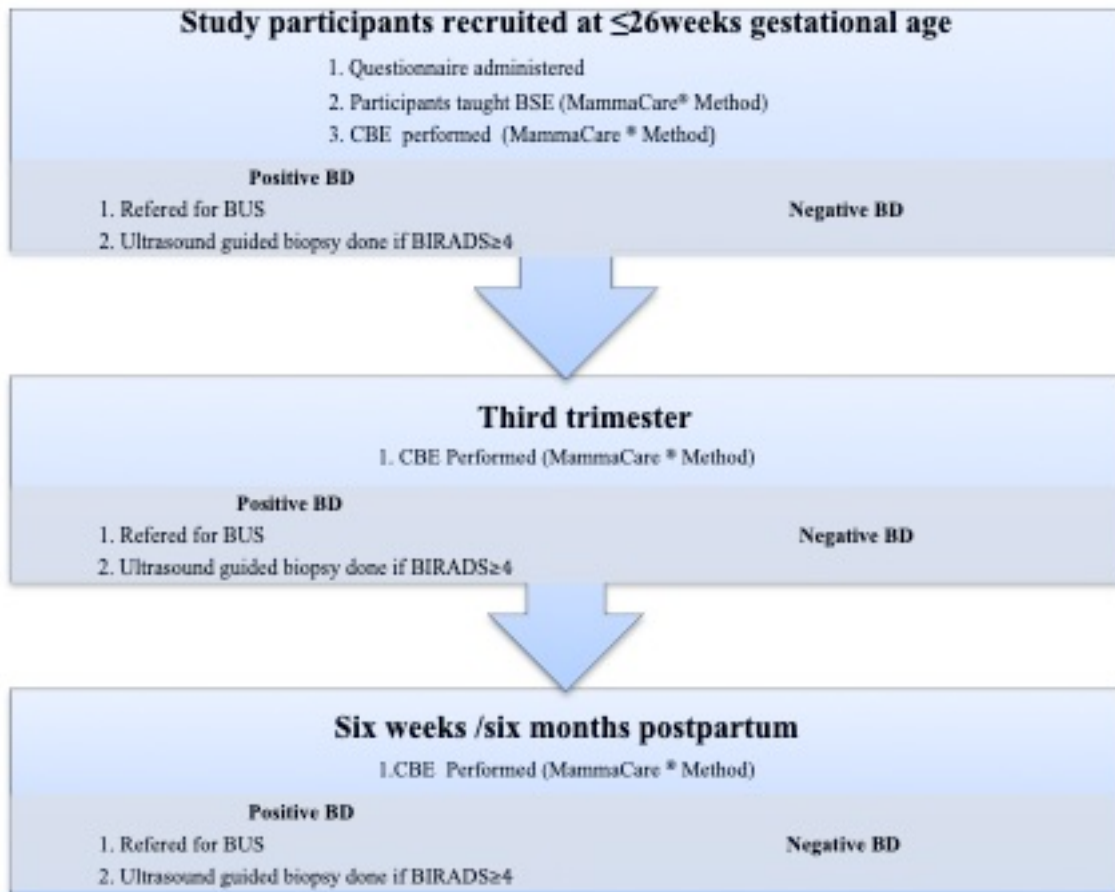 Study participants recruited at ≤26weeks gestational age
1. Questionnaire administered
2. Participants taught BSE (MammaCare® Method)
3. CBE performed (MammaCare ® Method)
Positive BD
1. Refered for BUS
Negative BD
2. Ultrasound guided biopsy done if BIRADS≥4
Third trimester
1. CBE Performed (MammaCare ® Method)
Positive BD
1. Refered for BUS
Negative BD
2. Ultrasound guided biopsy done if BIRADS≥4
Six weeks /six months postpartum
1.CBE Performed (MammaCare ® Method)
Positive BD
1. Refered for BUS
Negative BD
2. Ultrasound guided biopsy done if BIRADS≥4